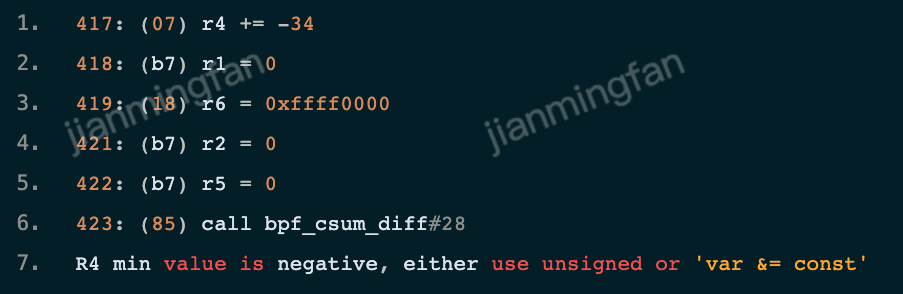 1. 417: (07) r4 += -34
2. 418: (b7) r1 = 0
3. 419: (18) r6 = 0xffff0000
4. 421: (b7) r2 = 0
5. 422: (b7) r5 = 0
6. 423: (85) call bpf_csum_diff#28
7. R4 min value is negative, either use unsigned or 'var &= const'
jianmingfan
jianmingfan